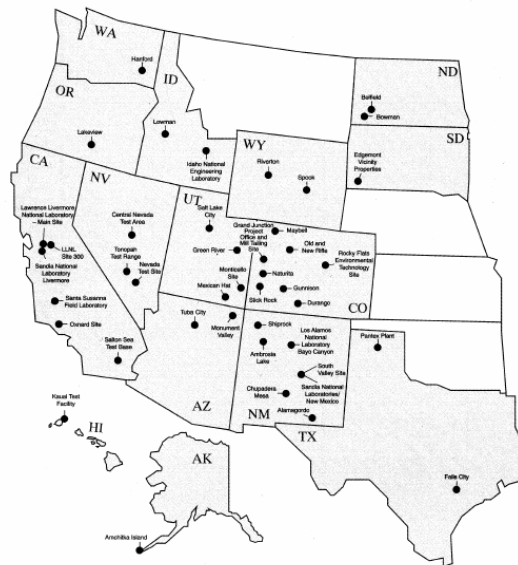 WA
Hanford
ID
ND
OR
Belfield
Bowman
Lowman
SD
Lakeview
WY
Idaho National
Engineering
Laboratory
Riverton
Spook
Edgemont
Vicinity
Properties
CA
NV
UT
Lawrence Livermore
National Laboratory
– Main Site
LLNL
Site 300
Sandia National
Laboratory
Livermore
Central Nevada
Test Area
Tonopah
Test Range
Nevada
Test Site
Salt Lake
City
Green River
Grand Junction
Project
Office and
Mill Tailing
Site
Maybell
Old and
New Rifle
Rocky Flats
Environmental
Technology
Site
Monticello
Site
Naturita
Gunnison
Mexican Hat
Slick Rock
Durango
CO
Santa Susanna
Field Laboratory
Oxnard Site
Salton Sea
Test Base
Tuba City
Monument
Valley
Shiprock
Los Alamos
National
Laboratory
Bayo Canyon
Ambrosia
Lake
South
Valley Site
Chupadera
Mesa
Sandia National
Laboratories/
New Mexico
Alamagordo
Pantex Plant
AZ
NM
TX
Kauai Test
Facility
HI
AK
Falls City
Amchitka Island